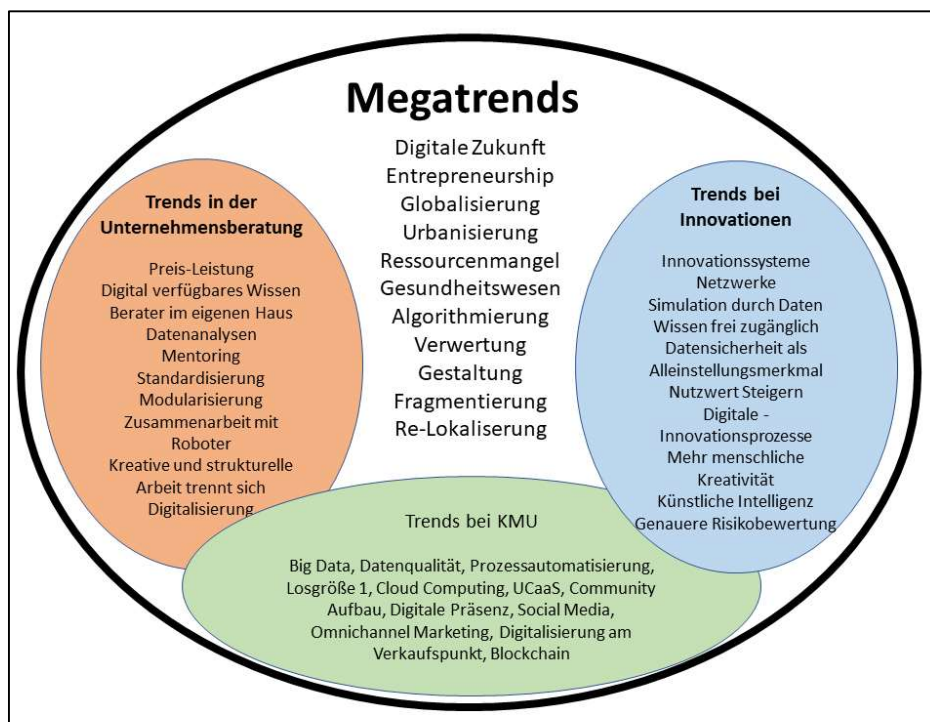 Megatrends
Digitale Zukunft
Entrepreneurship
Globalisierung
Urbanisierung
Ressourcenmangel
Gesundheitswesen
Algorithmierung
Verwertung
Gestaltung
Fragmentierung
Re-Lokaliserung
Trends in der
Unternehmensberatung
Preis-Leistung
Digital verfügbares Wissen
Berater im eigenen Haus
Datenanalysen
Mentoring
Standardisierung
Modularisierung
Zusammenarbeit mit
Roboter
Kreative und strukturelle
Arbeit trennt sich
Digitalisierung
Trends bei
Innovationen
Innovationssysteme
Netzwerke
Simulation durch Daten
Wissen frei zugänglich
Datensicherheit als
Alleinstellungsmerkmal
Nutzwert Steigern
Digitale -
Innovationsprozesse
Mehr menschliche
Kreativität
Künstliche Intelligenz
Genauere Risikobewertung
Trends bei KMU
Big Data, Datenqualität, Prozessautomatisierung,
Losgröße 1, Cloud Computing, UCaaS, Community
Aufbau, Digitale Präsenz, Social Media,
Omnichannel Marketing, Digitalisierung am
Verkaufspunkt, Blockchain